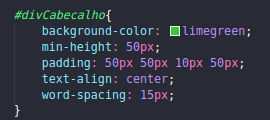 #divCabecalho{
background-color: limegreen;
min-height: 50px;
padding: 50px 50px 10px 50px;
text-align: center;
word-spacing: 15px;
}